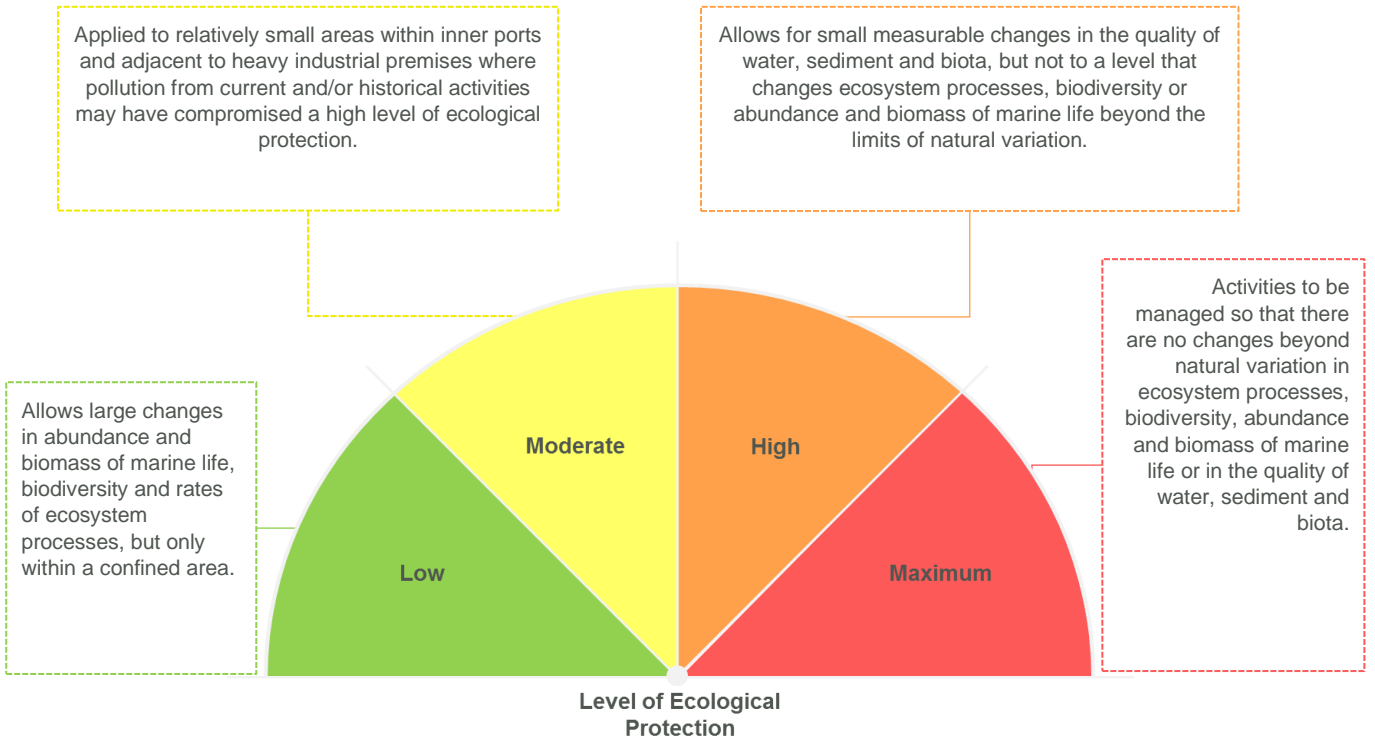 Applied to relatively small areas within inner ports
and adjacent to heavy industrial premises where
pollution from current and/or historical activities
may have compromised a high level of ecological
protection.
Allows for small measurable changes in the quality of
water, sediment and biota, but not to a level that
changes ecosystem processes, biodiversity or
abundance and biomass of marine life beyond the
limits of natural variation.
Activities to be
managed so that there
are no changes beyond
natural variation in
ecosystem processes,
biodiversity, abundance
and biomass of marine
life or in the quality of
water, sediment and
biota.
Allows large changes
in abundance and
biomass of marine life,
biodiversity and rates
of ecosystem
processes, but only
within a confined area.
Moderate
High
Low
Maximum
Level of Ecological
Protection